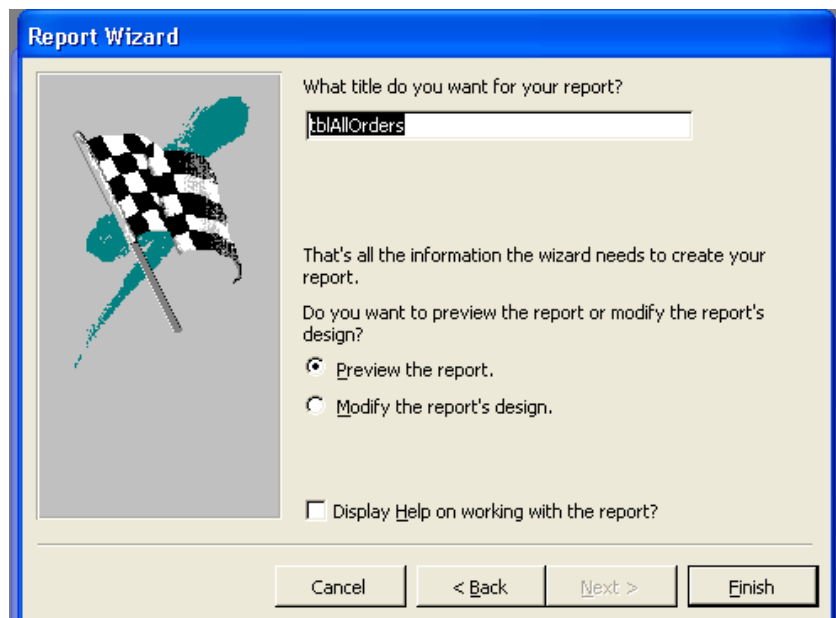 Report Wizard
What title do you want for your report?
tblAllOrders
That's all the information the wizard needs to create your
report.
Do you want to preview the report or modify the report's
design?
Preview the report.
Modify the report's design.
Display Help on working with the report?
Cancel < Back Next > Finish